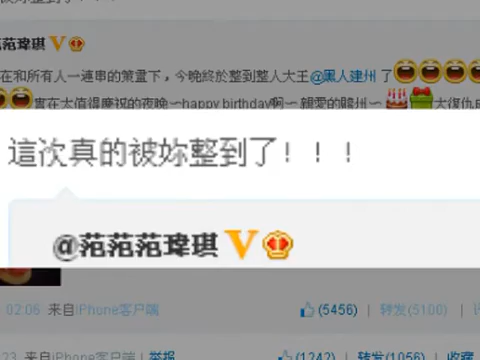 范范范瑋琪
在和所有人一連串的策畫下，今晚終於整到整人大王@黑人建州 了
實在太值得慶祝的夜晚~happy birthday啊~親愛的
大復仇
這次真的被妳整到了！！！
@范范范瑋琪
02:06 來自iPhone客户端
(5456) | 转发(5100) |
23 来自iPhone客户端 | 举报
(1242) | 转发(1056) | 收藏